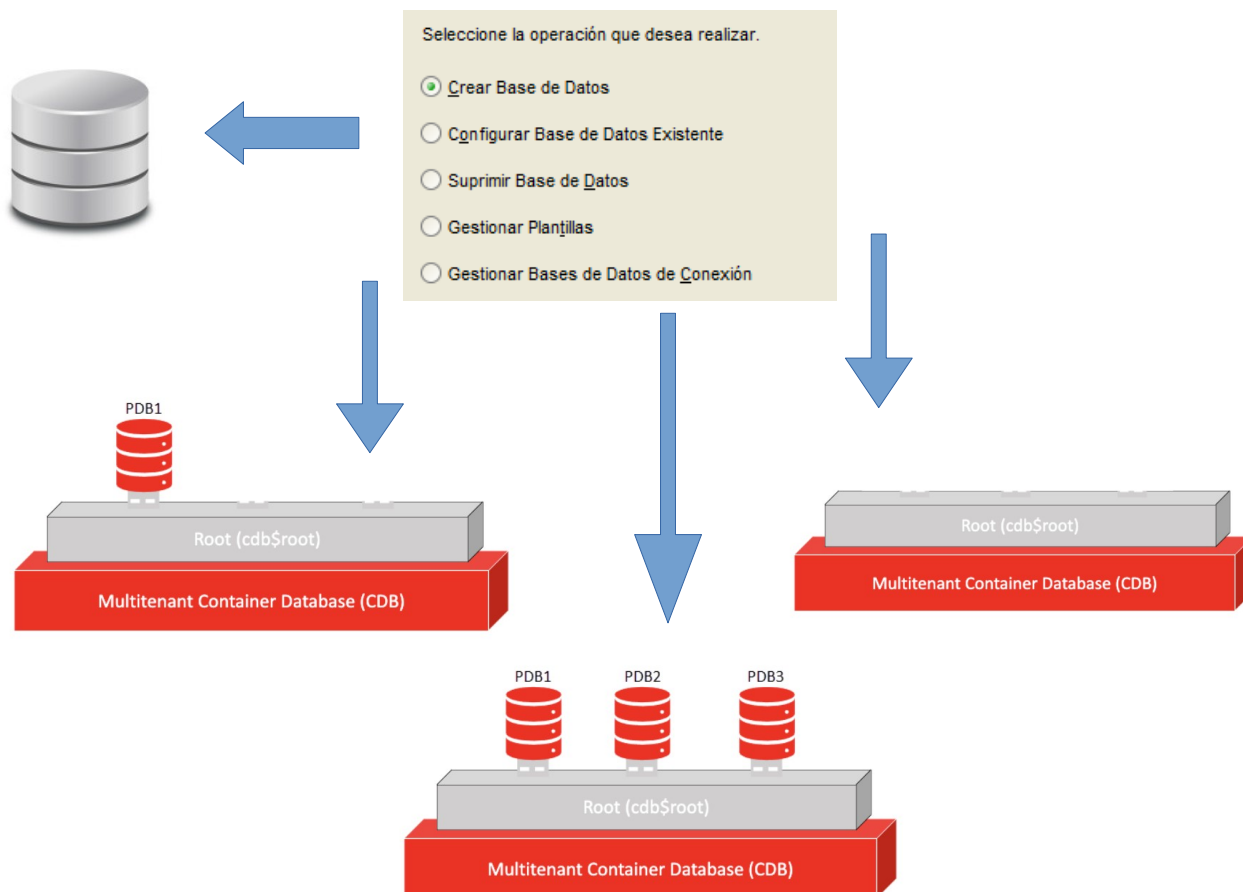 Seleccione la operación que desea realizar.
Crear Base de Datos
Configurar Base de Datos Existente
Suprimir Base de Datos
Gestionar Plantillas
Gestionar Bases de Datos de Conexión
PDB1
Root (cdb$root)
Multitenant Container Database (CDB)
Root (cdb$root)
Multitenant Container Database (CDB)
PDB1
PDB2
PDB3
Root (cdb$root)
Multitenant Container Database (CDB)